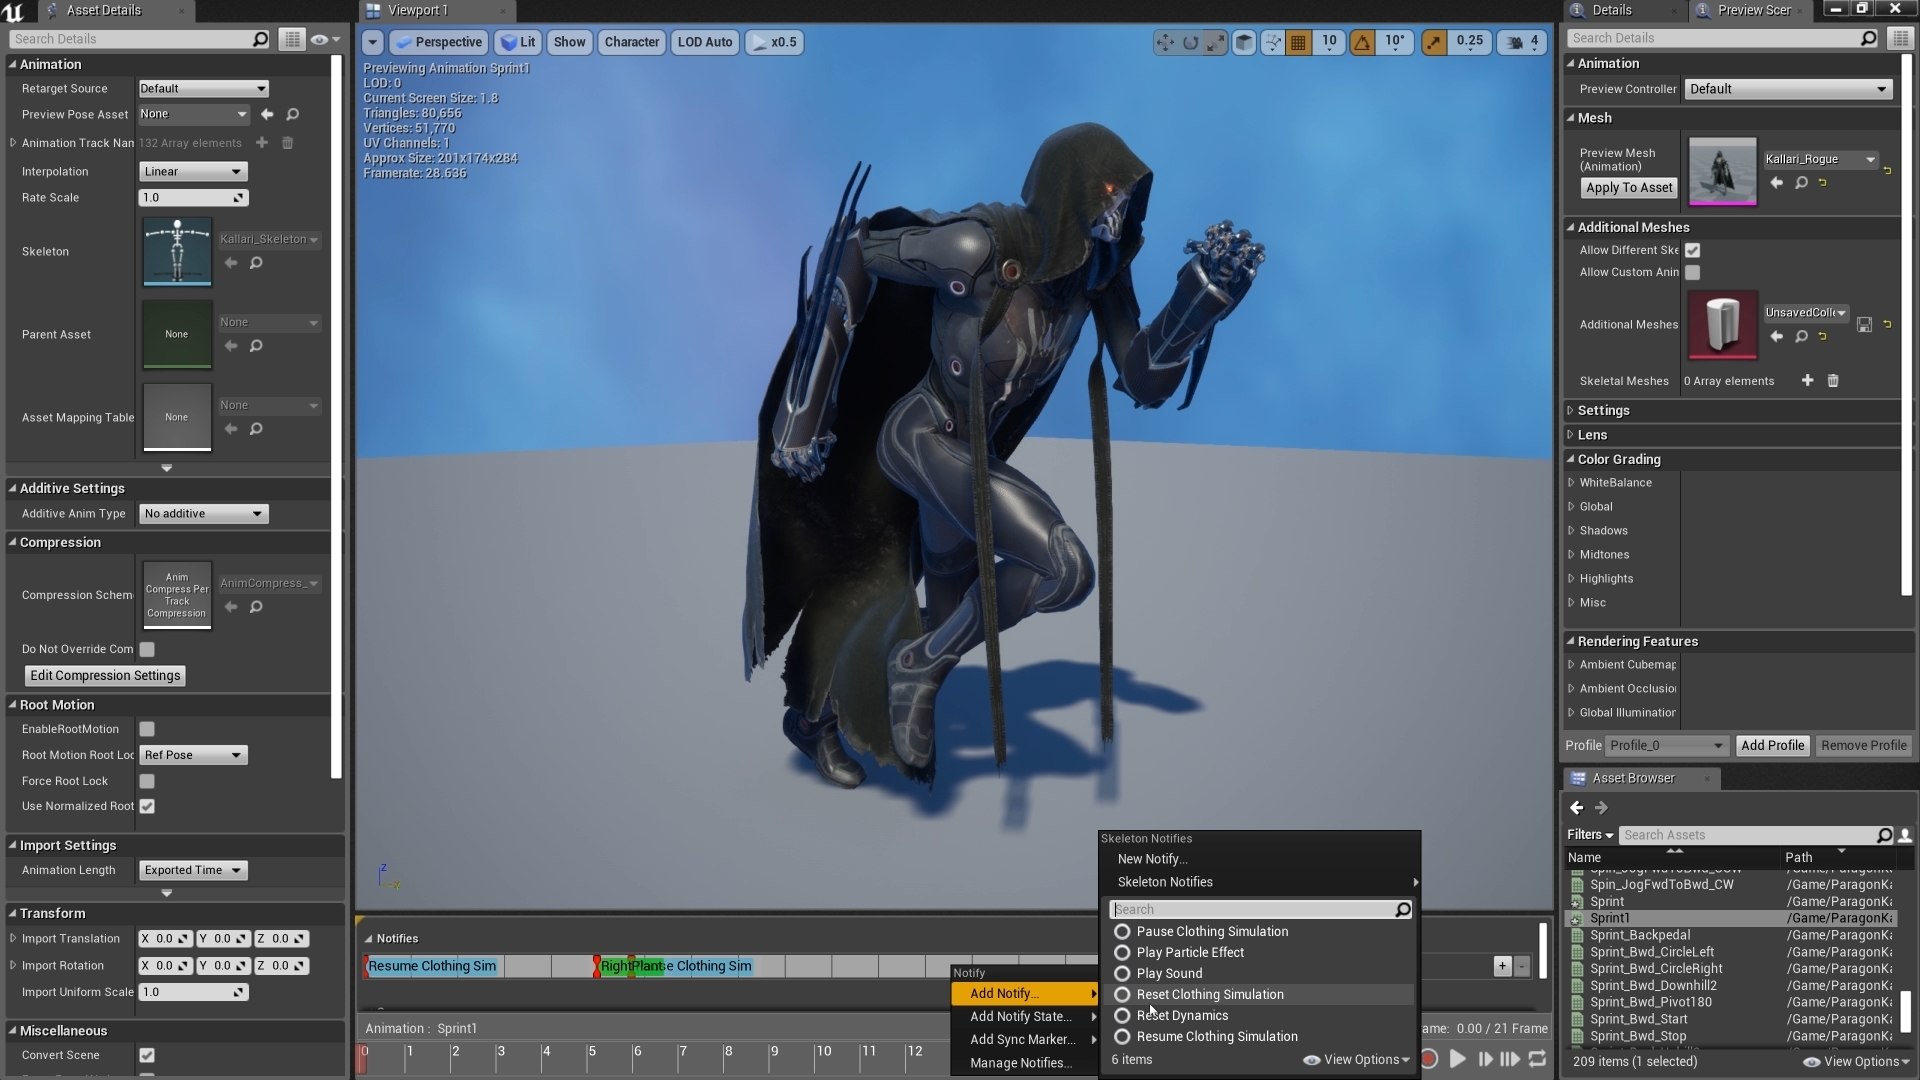 Asset Details
Search Details
Animation
Retarget Source
Default
Preview Pose Asset
None
Animation Track Nan
132 Array elements
Interpolation
Linear
Rate Scale
1.0
Skeleton
Kallari_Skeleton
Parent Asset
None
None
Asset Mapping Table
None
None
Additive Settings
Additive Anim Type
No additive
Compression
Compression Schem
Anim
Compress Per
Track
Compression
AnimCompress_
Do Not Override Com
Edit Compression Settings
Root Motion
EnableRootMotion
Root Motion Root Loc
Ref Pose
Force Root Lock
Use Normalized Root
Import Settings
Animation Length
Exported Time
Transform
Import Translation
X 0.0 Y 0.0 Z 0.0
Import Rotation
X 0.0 Y 0.0 Z 0.0
Import Uniform Scale
1.0
Miscellaneous
Convert Scene
Viewport 1
Perspective
Lit
Show
Character
LOD Auto
x0.5
10
10°
0.25
4
Previewing Animation Sprint1
LOD: 0
Current Screen Size: 1.8
Triangles: 80,656
Vertices: 51,770
UV Channels: 1
Approx Size: 201x174x284
Framerate: 28.636
Notifies
Resume Clothing Sim
RightPlant
e Clothing Sim
+
-
Animation : Sprint1
ame: 0.00 / 21 Frame
0 1 2 3 4 5 6 7 8 9 10 11 12
Notify
Add Notify...
Add Notify State...
Add Sync Marker...
Manage Notifies...
Skeleton Notifies
New Notify...
Skeleton Notifies
Search
Pause Clothing Simulation
Play Particle Effect
Play Sound
Reset Clothing Simulation
Reset Dynamics
Resume Clothing Simulation
6 items
View Options
Details
Preview Scer
Search Details
Animation
Preview Controller
Default
Mesh
Preview Mesh
(Animation)
Apply To Asset
Kallari_Rogue
Additional Meshes
Allow Different Ske
Allow Custom Anin
Additional Meshes
UnsavedColl
Skeletal Meshes
0 Array elements
Settings
Lens
Color Grading
WhiteBalance
Global
Shadows
Midtones
Highlights
Misc
Rendering Features
Ambient Cubemap
Ambient Occlusio
Global Illumination
Profile
Profile_0
Add Profile
Remove Profile
Asset Browser
Filters
Search Assets
Name
Path
Spin_JogFwdToBwd_CW /Game/ParagonKa
Sprint /Game/ParagonKa
Sprint1 /Game/ParagonKa
Sprint_Backpedal /Game/ParagonKa
Sprint_Bwd_CircleLeft /Game/ParagonKa
Sprint_Bwd_CircleRight /Game/ParagonKa
Sprint_Bwd_Downhill2 /Game/ParagonKa
Sprint_Bwd_Pivot180 /Game/ParagonKa
Sprint_Bwd_Start /Game/ParagonKa
Sprint_Bwd_Stop /Game/ParagonKa
209 items (1 selected)
View Options